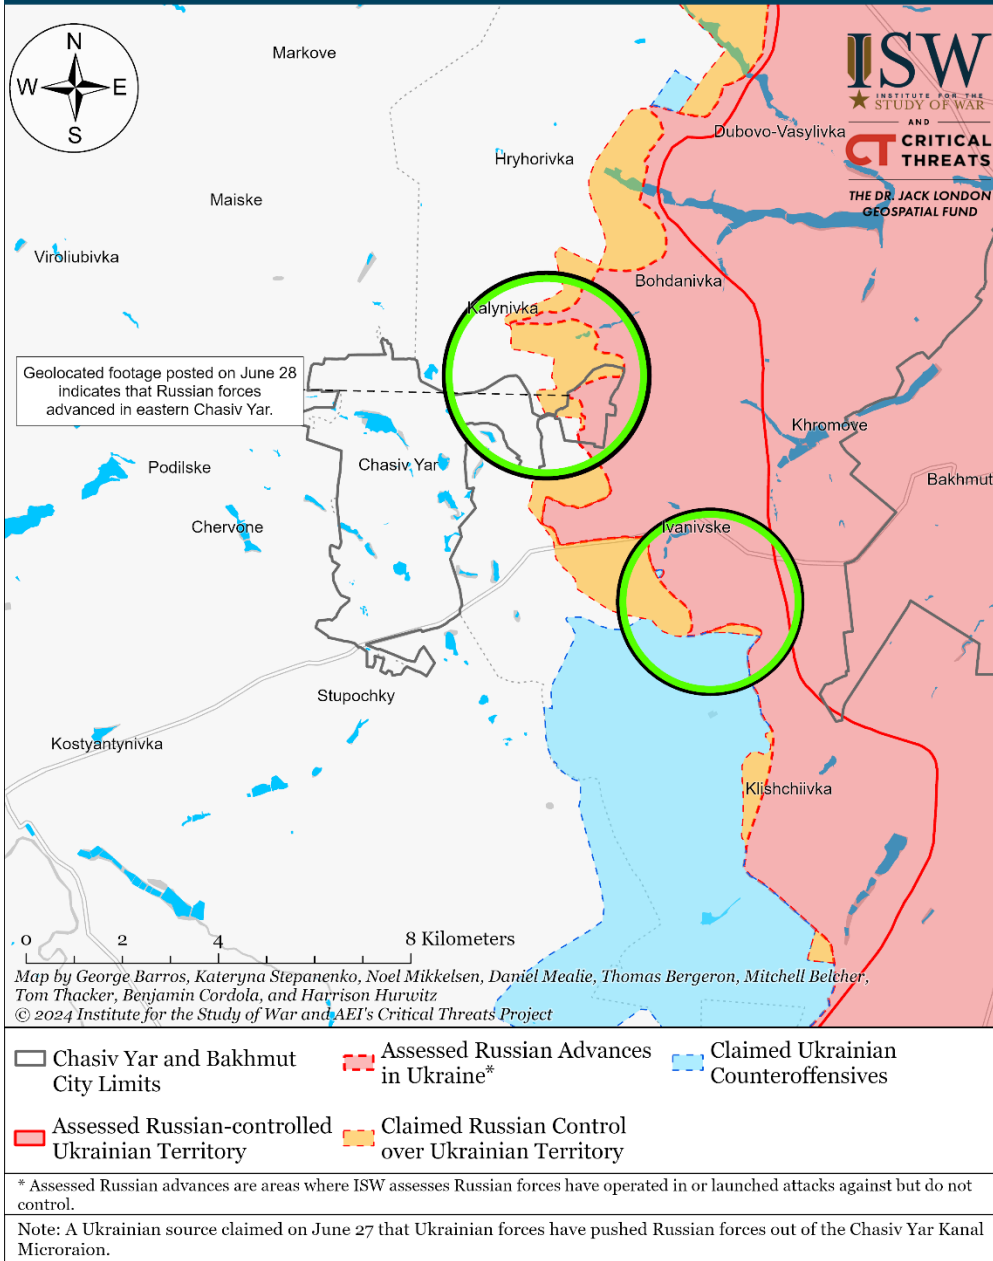 N
W
E
S
ISW
INSTITUTE FOR THE
STUDY OF WAR
AND
CT CRITICAL
THREATS
THE DR. JACK LONDON
GEOSPATIAL FUND
Markove
Dubovo-Vasylivka
Hryhorivka
Maiske
Viroliubivka
Bohdanivka
Kalynivka
Geolocated footage posted on June 28
indicates that Russian forces
advanced in eastern Chasiv Yar.
Khromove
Podilske
Chasiv Yar
Bakhmut
Chervone
Ivanivske
Stupochky
Kostyantynivka
Klishchiivka
0 2 4 8 Kilometers
Map by George Barros, Kateryna Stepanenko, Noel Mikkelsen, Daniel Mealie, Thomas Bergeron, Mitchell Belcher,
Tom Thacker, Benjamin Cordola, and Harrison Hurwitz
© 2024 Institute for the Study of War and AEI's Critical Threats Project
Chasiv Yar and Bakhmut
City Limits
Assessed Russian Advances
in Ukraine*
Claimed Ukrainian
Counteroffensives
Assessed Russian-controlled
Ukrainian Territory
Claimed Russian Control
over Ukrainian Territory
* Assessed Russian advances are areas where ISW assesses Russian forces have operated in or launched attacks against but do not
control.
Note: A Ukrainian source claimed on June 27 that Ukrainian forces have pushed Russian forces out of the Chasiv Yar Kanal
Microraion.